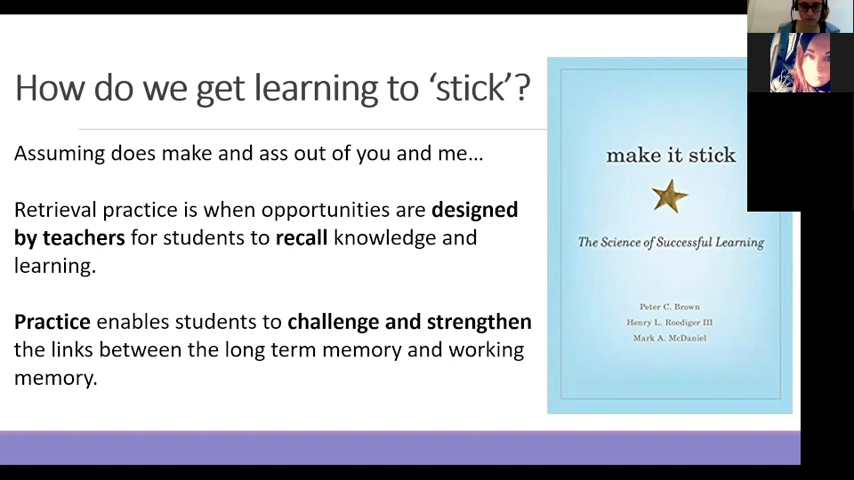 How do we get learning to ‘stick’?
Assuming does make and ass out of you and me…
Retrieval practice is when opportunities are designed
by teachers for students to recall knowledge and
learning.
Practice enables students to challenge and strengthen
the links between the long term memory and working
memory.
make it stick
The Science of Successful Learning
Peter C. Brown
Henry L. Roediger III
Mark A. McDaniel